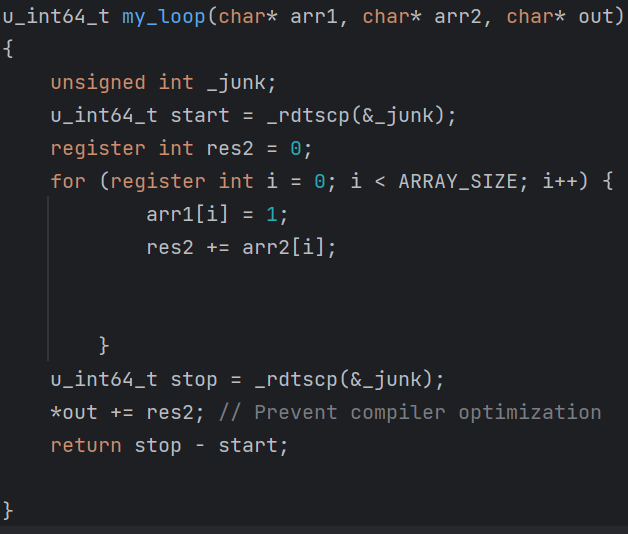 u_int64_t my_loop(char* arr1, char* arr2, char* out)
{
    unsigned int _junk;
    u_int64_t start = _rdtscp(&_junk);
    register int res2 = 0;
    for (register int i = 0; i < ARRAY_SIZE; i++) {
            arr1[i] = 1;
            res2 += arr2[i];
        }
    u_int64_t stop = _rdtscp(&_junk);
    *out += res2; // Prevent compiler optimization
    return stop - start;
}